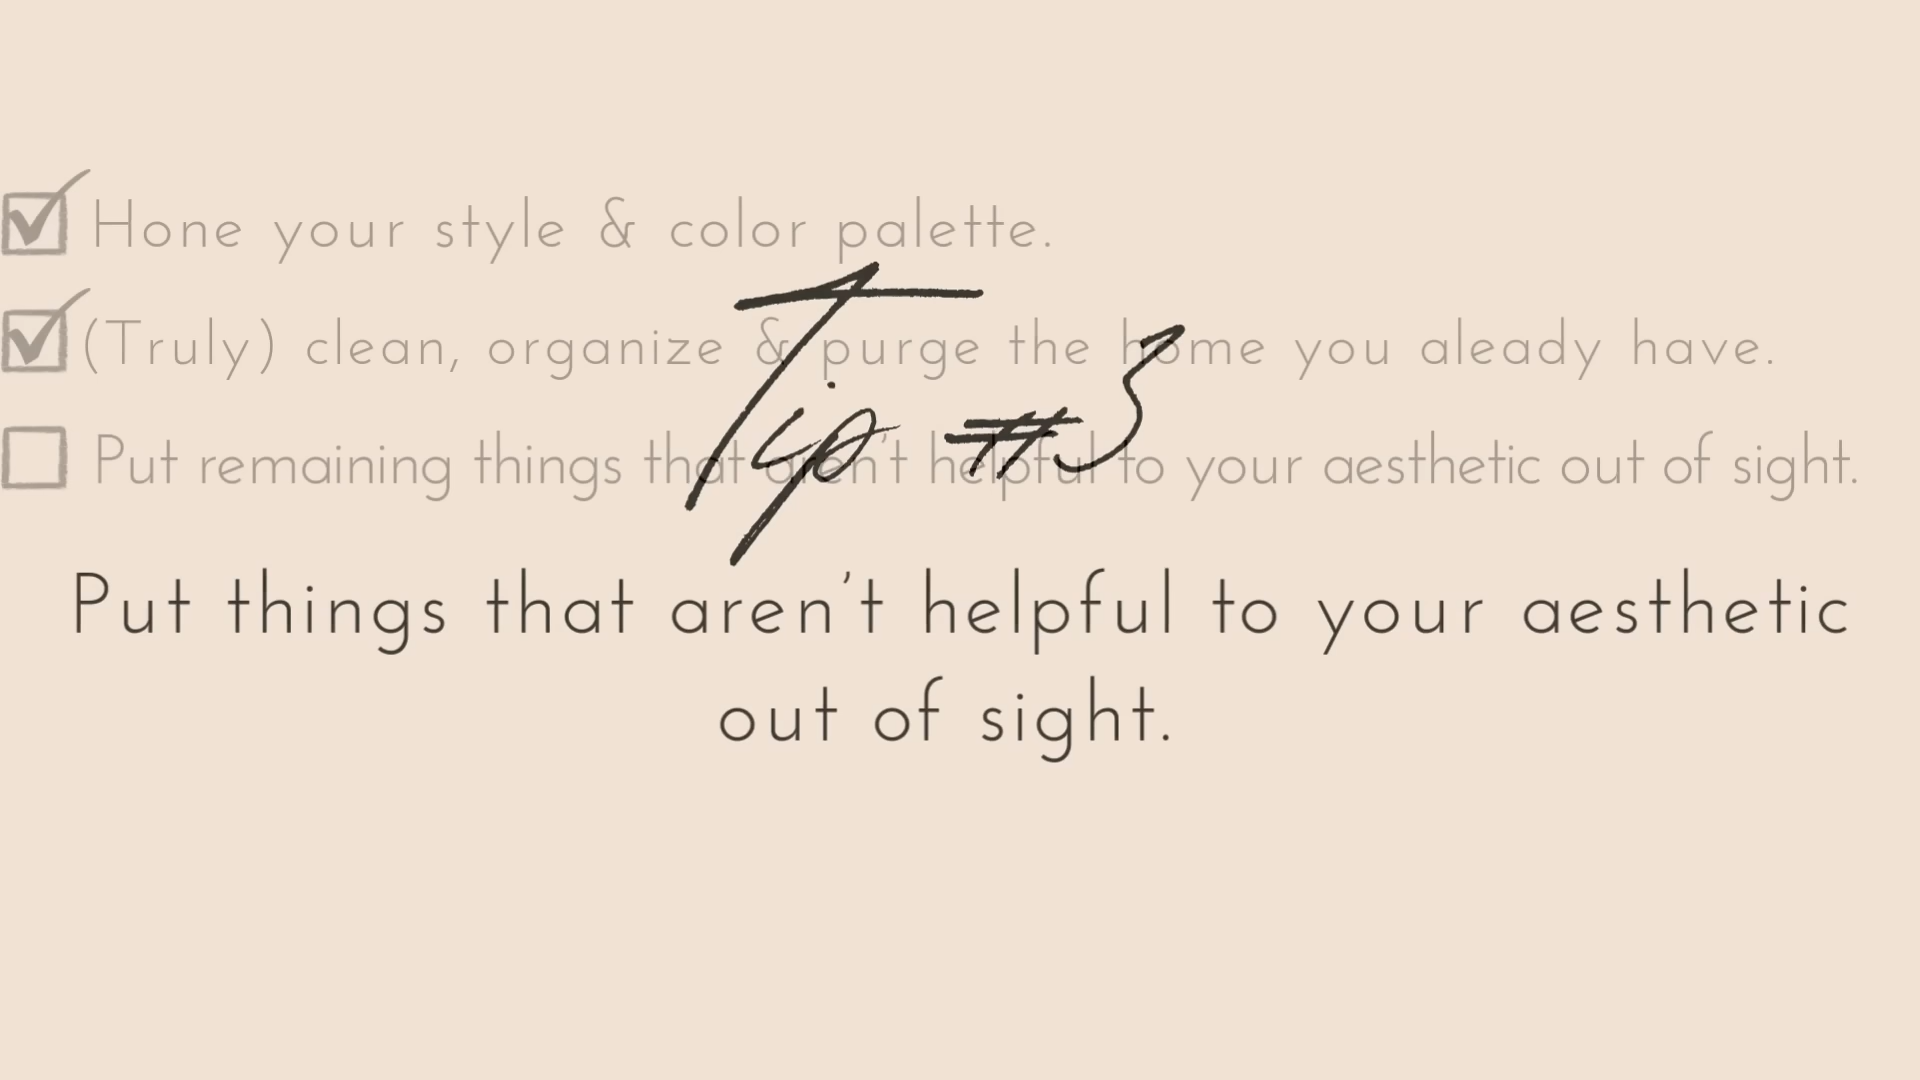 Hone your style & color palette.
(Truly) clean, organize & purge the home you aleady have.
Put remaining things that aren't helpful to your aesthetic out of sight.
Tip #3
Put things that aren't helpful to your aesthetic
out of sight.